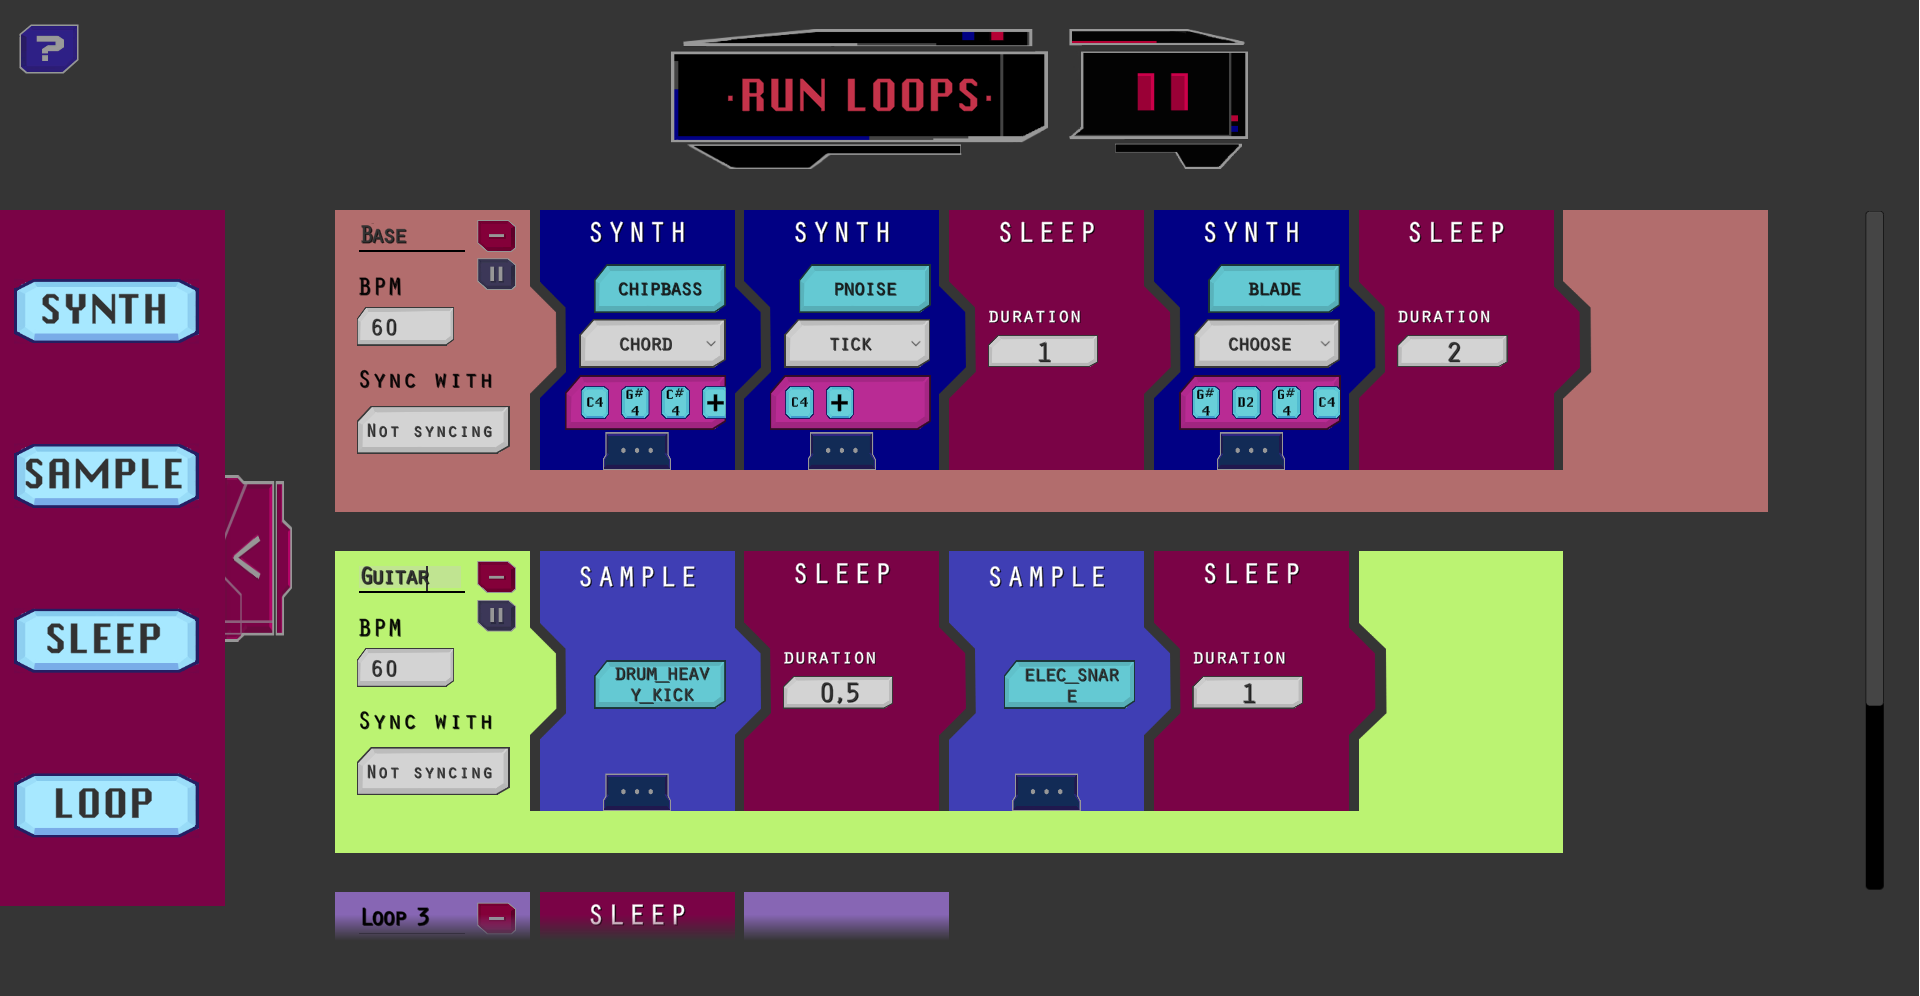 ?
·RUN LOOPS·
SYNTH
SAMPLE
SLEEP
LOOP
Base
BPM
60
Sync with
Not syncing
SYNTH
CHIPBASS
CHORD
C4 G# 4 C# 4 +
...
SYNTH
PNOISE
TICK
C4 +
...
SLEEP
DURATION
1
SYNTH
BLADE
CHOOSE
G# 4 D2 G# 4 C4
...
SLEEP
DURATION
2
Guitar
BPM
60
Sync with
Not syncing
SAMPLE
DRUM_HEAV
Y_KICK
...
SLEEP
DURATION
0,5
SAMPLE
ELEC_SNAR
E
...
SLEEP
DURATION
1
Loop 3
SLEEP